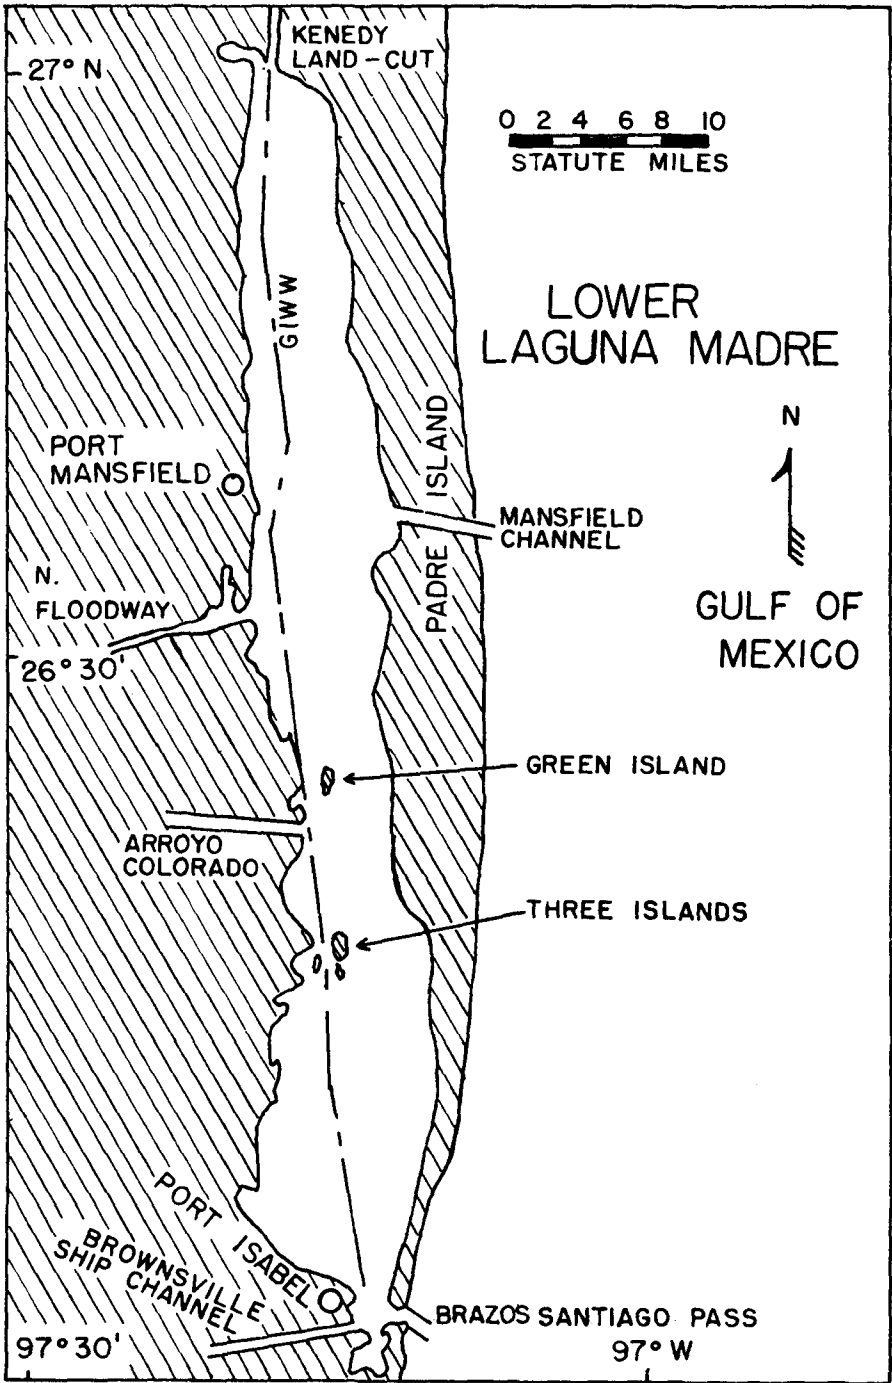 KENEDY
LAND-CUT
27° N
0 2 4 6 8 10
STATUTE MILES
GIWW
LOWER
LAGUNA MADRE
N
PORT
MANSFIELD
PADRE ISLAND
MANSFIELD
CHANNEL
N.
FLOODWAY
GULF OF
MEXICO
26° 30'
GREEN ISLAND
ARROYO
COLORADO
THREE ISLANDS
PORT ISABEL
BROWNSVILLE
SHIP CHANNEL
BRAZOS SANTIAGO PASS
97° 30'
97° W